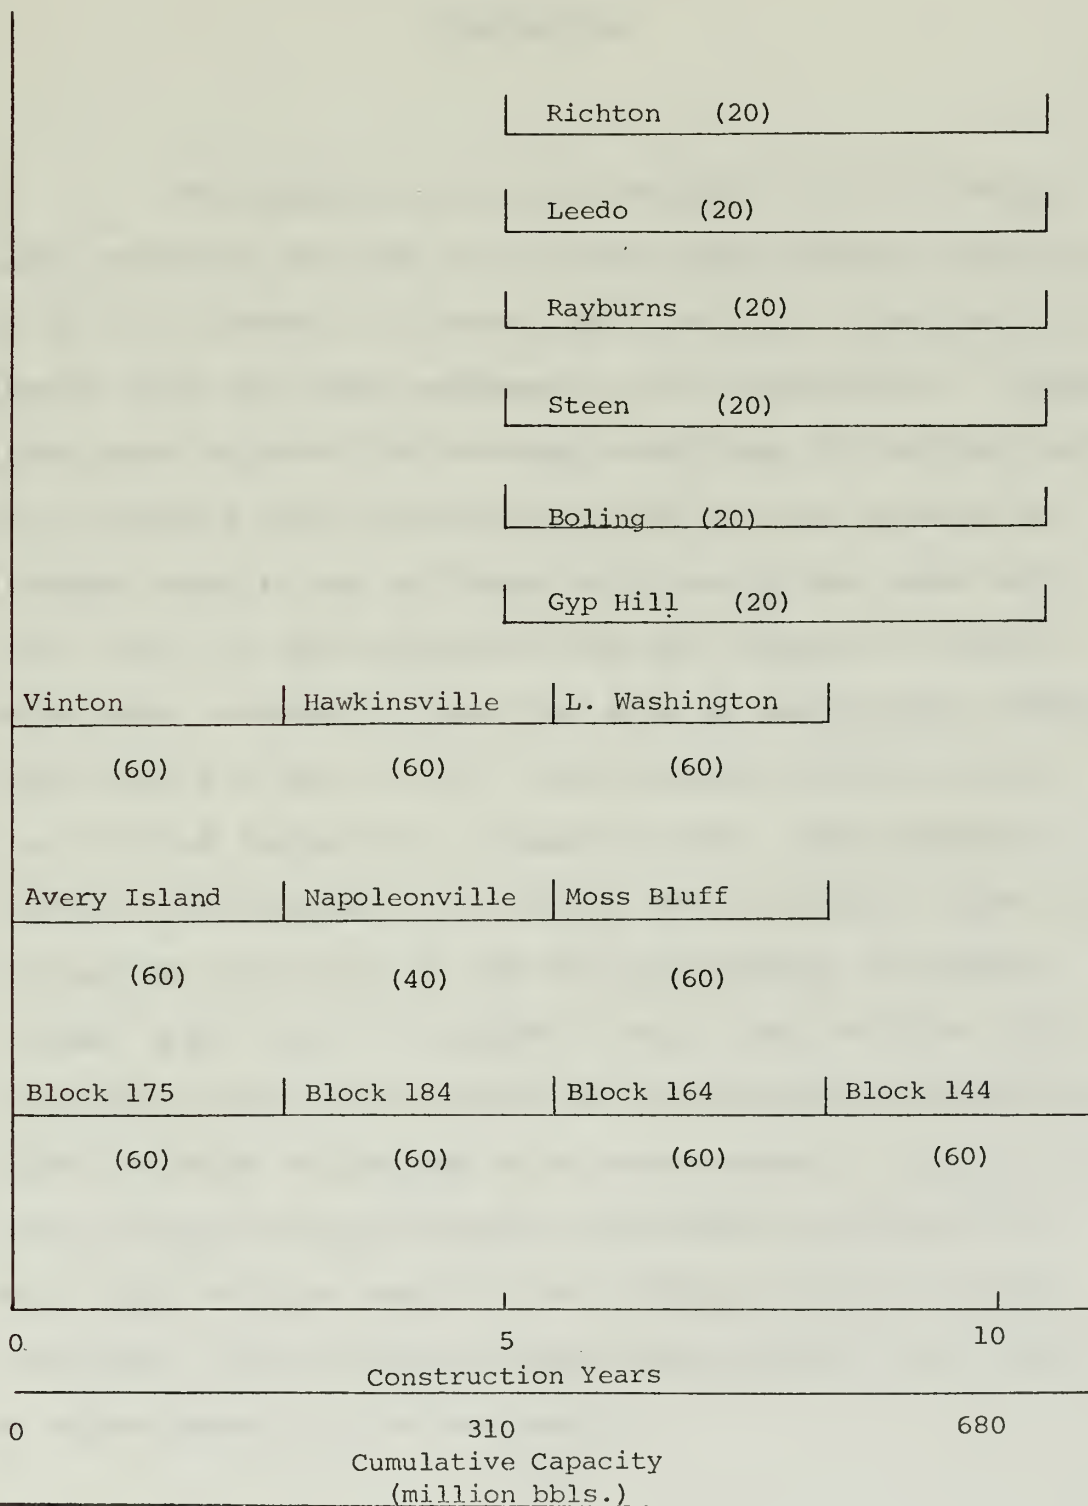 Richton (20)
Leedo (20)
Rayburns (20)
Steen (20)
Boling (20)
Gyp Hill (20)
Vinton Hawkinsville L. Washington
(60) (60) (60)
Avery Island Napoleonville Moss Bluff
(60) (40) (60)
Block 175 Block 184 Block 164 Block 144
(60) (60) (60) (60)
0 5 10
Construction Years
0 310 680
Cumulative Capacity
(million bbls.)